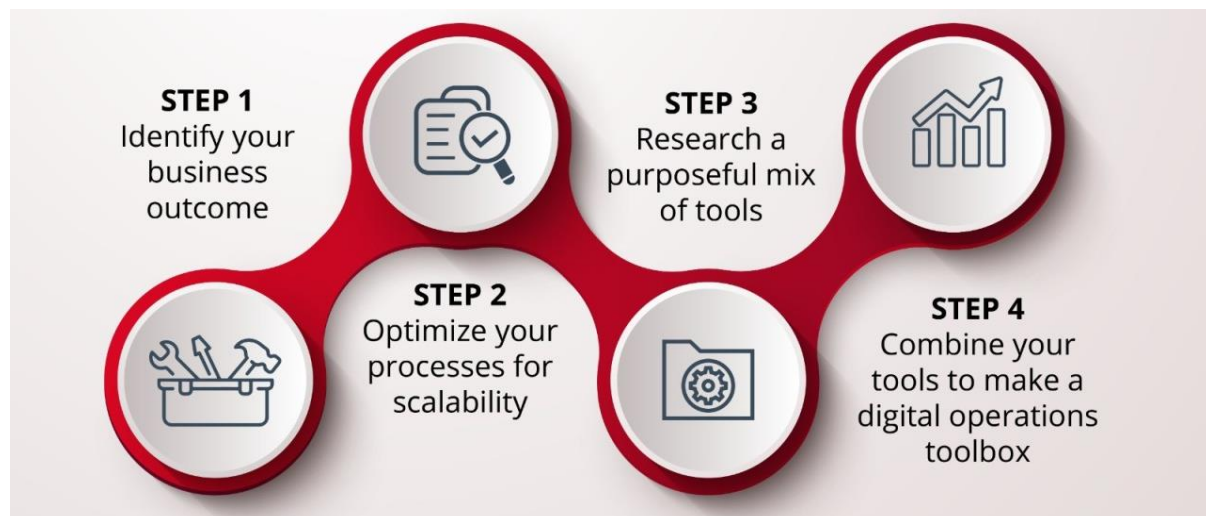 STEP 1
Identify your
business
outcome
STEP 2
Optimize your
processes for
scalability
STEP 3
Research a
purposeful mix
of tools
STEP 4
Combine your
tools to make a
digital operations
toolbox